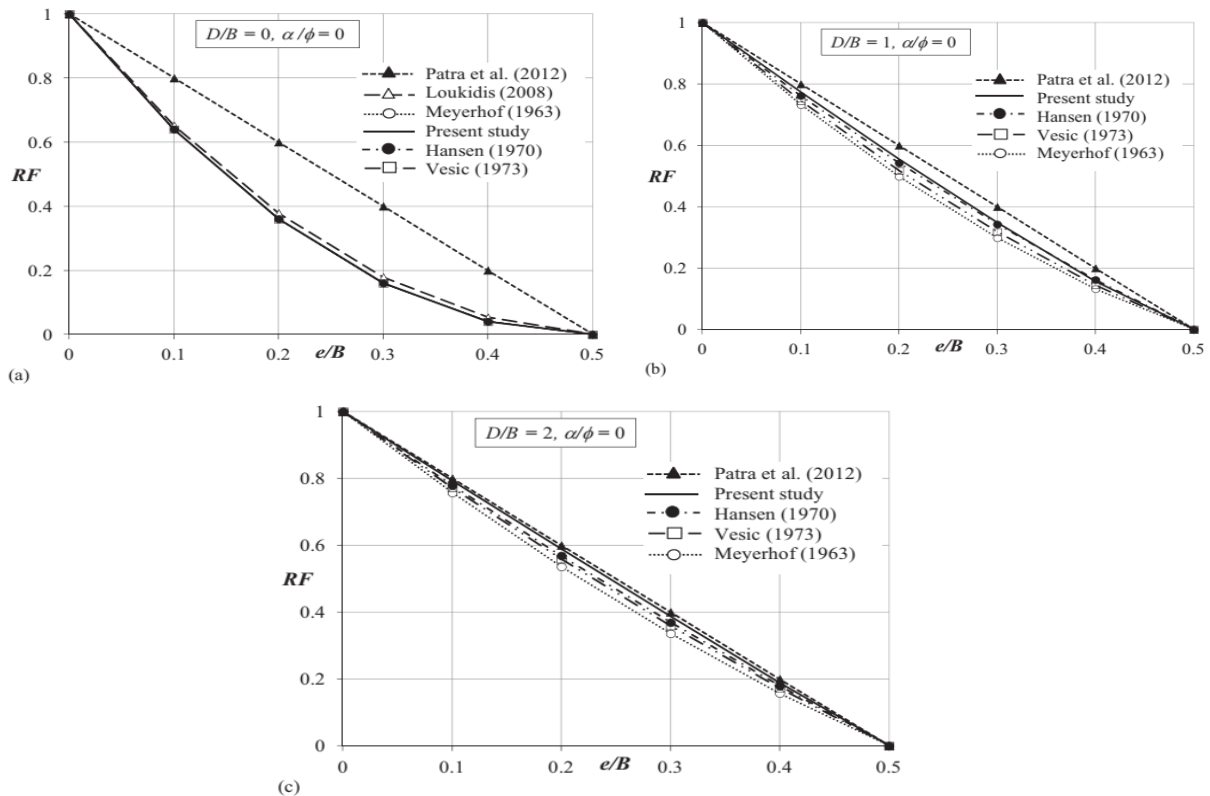 1
D/B = 0, α/ϕ = 0
Patra et al. (2012)
Loukidis (2008)
Meyerhof (1963)
Present study
Hansen (1970)
Vesic (1973)
0.8
0.6
RF
0.4
0.2
0
0 0.1 0.2 e/B 0.3 0.4 0.5
(a)
1
D/B = 1, α/ϕ = 0
Patra et al. (2012)
Present study
Hansen (1970)
Vesic (1973)
Meyerhof (1963)
0.8
0.6
RF
0.4
0.2
0
0 0.1 0.2 e/B 0.3 0.4 0.5
(b)
1
D/B = 2, α/ϕ = 0
Patra et al. (2012)
Present study
Hansen (1970)
Vesic (1973)
Meyerhof (1963)
0.8
0.6
RF
0.4
0.2
0
0 0.1 0.2 e/B 0.3 0.4 0.5
(c)